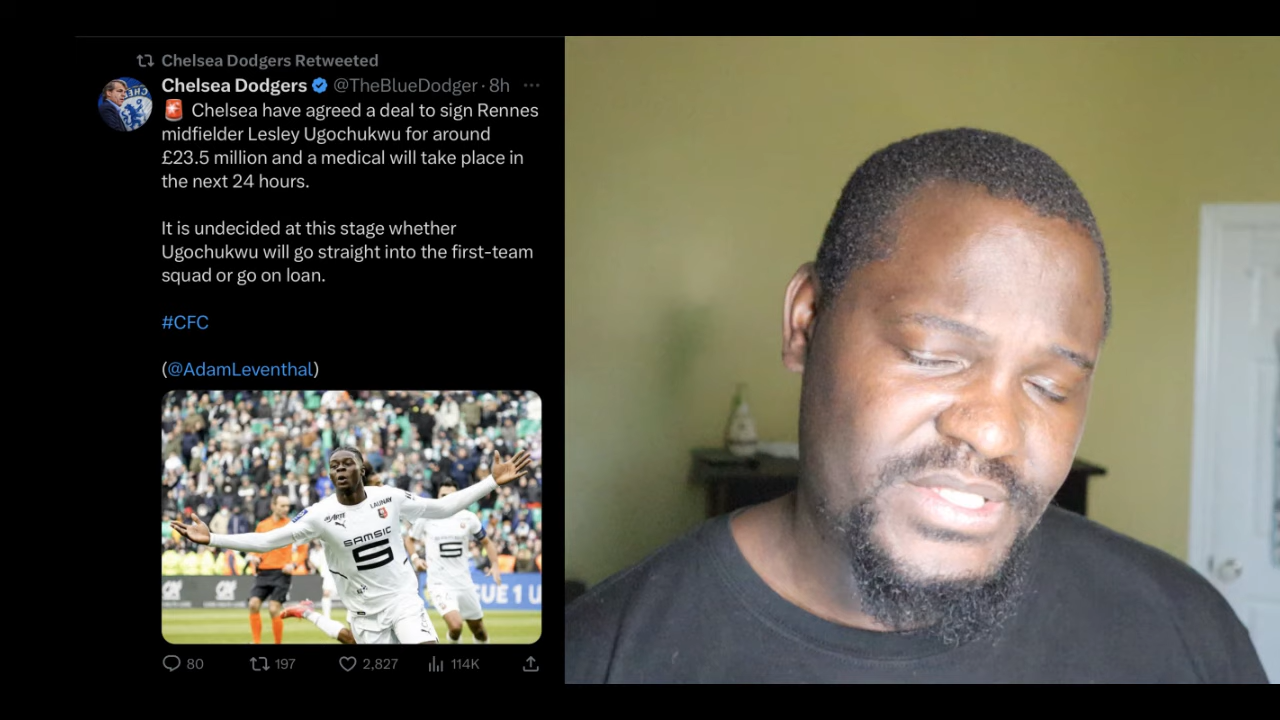 Chelsea Dodgers Retweeted
Chelsea Dodgers @TheBlueDodger · 8h
🚨 Chelsea have agreed a deal to sign Rennes
midfielder Lesley Ugochukwu for around
£23.5 million and a medical will take place in
the next 24 hours.
It is undecided at this stage whether
Ugochukwu will go straight into the first-team
squad or go on loan.
#CFC
(@AdamLeventhal)
LAUNAY
SAMSIC
S
S
GUE 1 U
80 197 2,827 114K